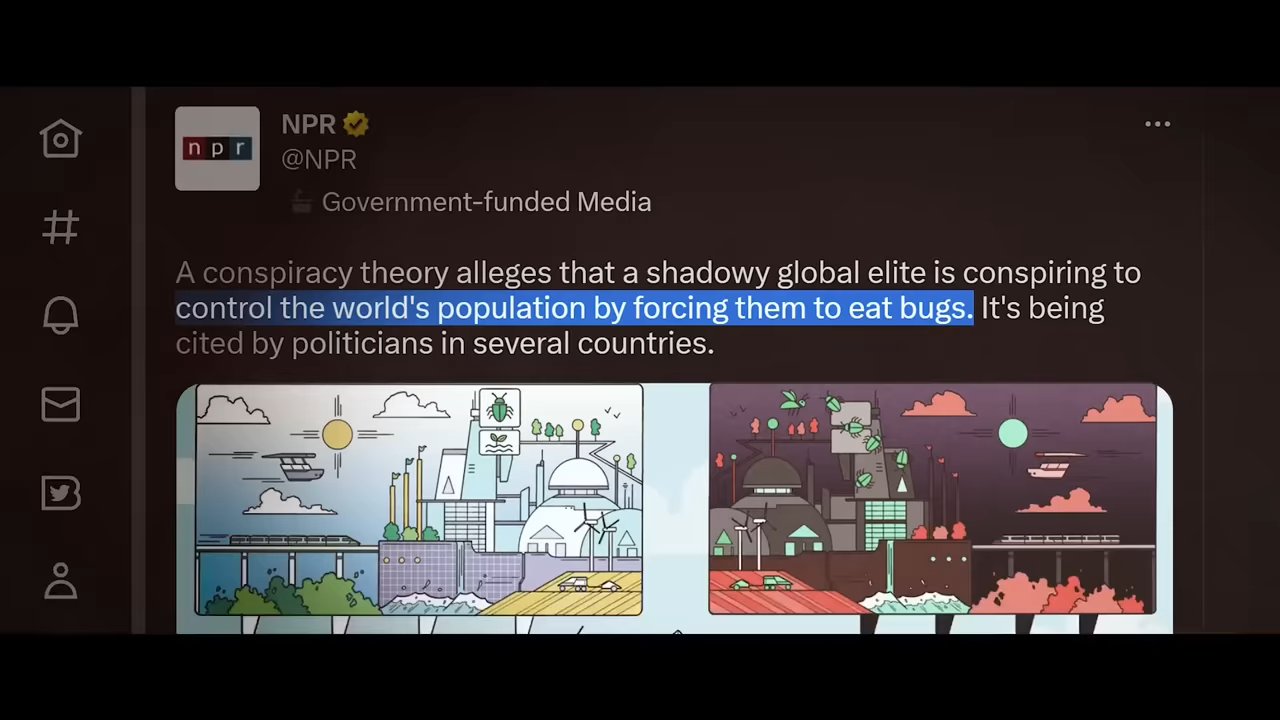 npr
NPR
@NPR
Government-funded Media
A conspiracy theory alleges that a shadowy global elite is conspiring to
control the world's population by forcing them to eat bugs. It's being
cited by politicians in several countries.